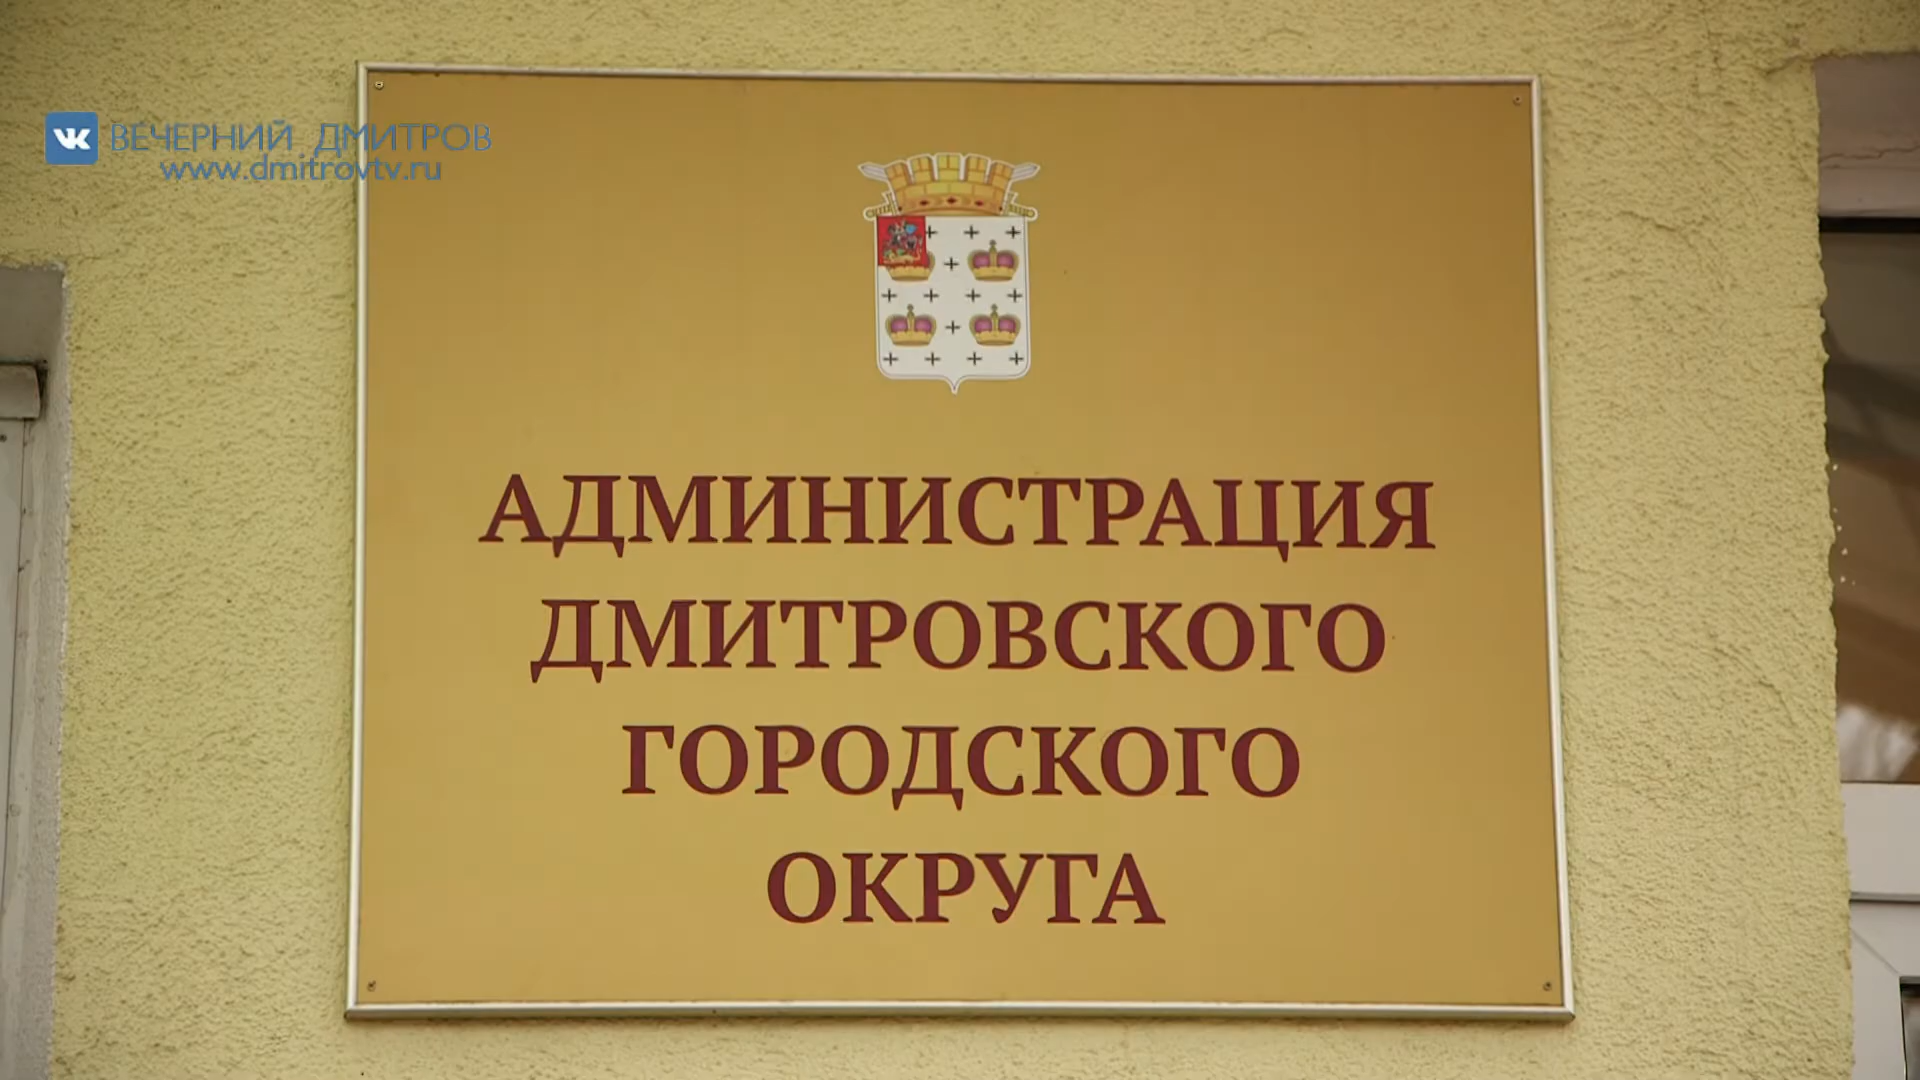 ВЕЧЕРНИЙ ДМИТРОВ
www.dmitrovtv.ru
АДМИНИСТРАЦИЯ
ДМИТРОВСКОГО
ГОРОДСКОГО
ОКРУГА